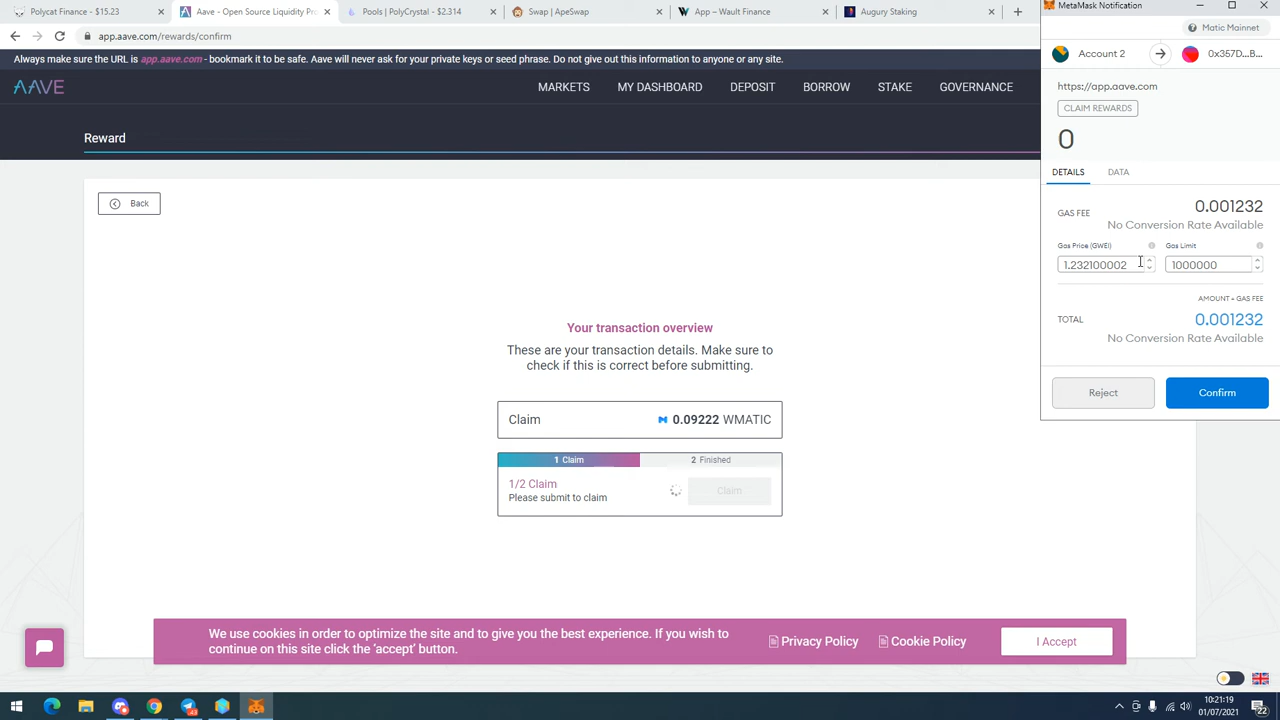 Polycat Finance - $15.23
Aave - Open Source Liquidity Pro
Pools | PolyCrystal - $2.314
Swap | ApeSwap
App – Wault Finance
Augury Staking
MetaMask Notification
app.aave.com/rewards/confirm
Matic Mainnet
Always make sure the URL is app.aave.com - bookmark it to be safe. Aave will never ask for your private keys or seed phrase. Do not give out this information to anyone or any site.
Account 2
0x357D...B...
AAVE
MARKETS
MY DASHBOARD
DEPOSIT
BORROW
STAKE
GOVERNANCE
https://app.aave.com
CLAIM REWARDS
Reward
0
DETAILS
DATA
Back
GAS FEE
0.001232
No Conversion Rate Available
Gas Price (GWEI)
Gas Limit
1.232100002
1000000
AMOUNT + GAS FEE
TOTAL
0.001232
No Conversion Rate Available
Reject
Confirm
Your transaction overview
These are your transaction details. Make sure to
check if this is correct before submitting.
Claim
0.09222 WMATIC
1 Claim
2 Finished
1/2 Claim
Please submit to claim
Claim
We use cookies in order to optimize the site and to give you the best experience. If you wish to
continue on this site click the 'accept' button.
Privacy Policy
Cookie Policy
I Accept
10:21:19
01/07/2021
22